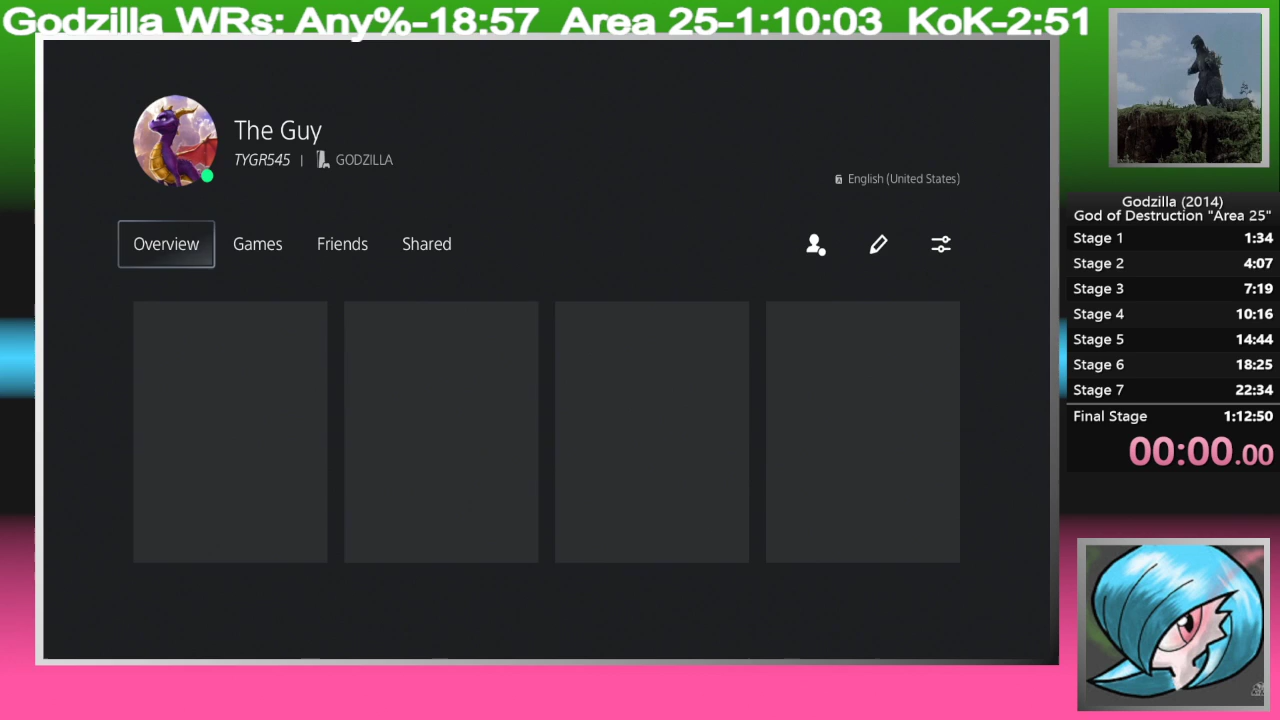 Godzilla WRs: Any%-18:57 Area 25-1:10:03 KoK-2:51
The Guy
TYGR545 | GODZILLA
English (United States)
Overview Games Friends Shared
Godzilla (2014)
God of Destruction "Area 25"
Stage 1 1:34
Stage 2 4:07
Stage 3 7:19
Stage 4 10:16
Stage 5 14:44
Stage 6 18:25
Stage 7 22:34
Final Stage 1:12:50
00:00.00